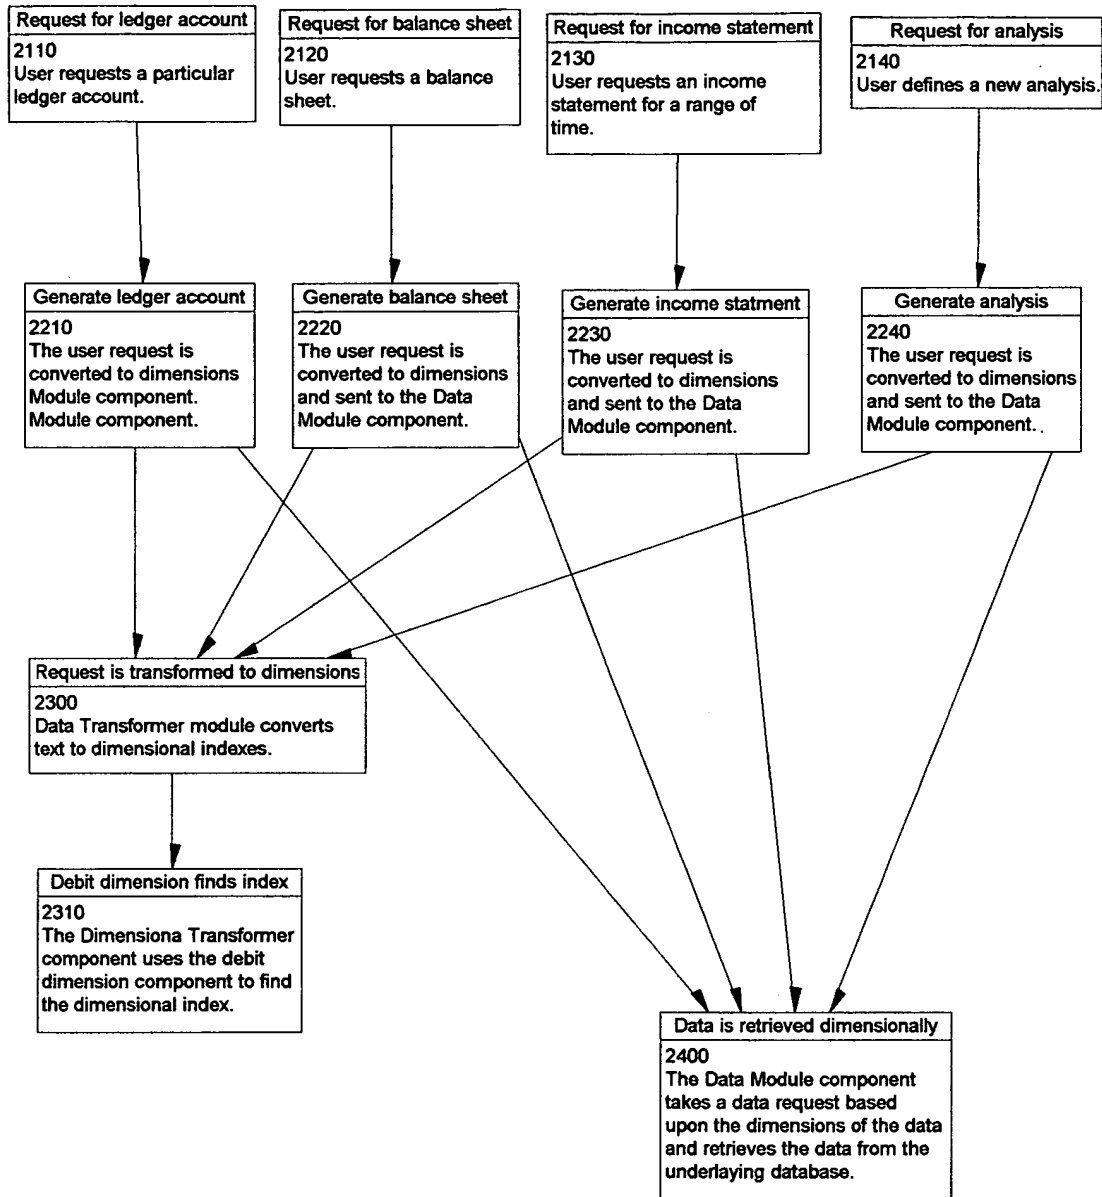 Request for ledger account
2110
User requests a particular
ledger account.
Request for balance sheet
2120
User requests a balance
sheet.
Request for income statement
2130
User requests an income
statement for a range of
time.
Request for analysis
2140
User defines a new analysis.
Generate ledger account
2210
The user request is
converted to dimensions
Module component.
Module component.
Generate balance sheet
2220
The user request is
converted to dimensions
and sent to the Data
Module component.
Generate income statment
2230
The user request is
converted to dimensions
and sent to the Data
Module component.
Generate analysis
2240
The user request is
converted to dimensions
and sent to the Data
Module component.
Request is transformed to dimensions
2300
Data Transformer module converts
text to dimensional indexes.
Debit dimension finds index
2310
The Dimensiona Transformer
component uses the debit
dimension component to find
the dimensional index.
Data is retrieved dimensionally
2400
The Data Module component
takes a data request based
upon the dimensions of the data
and retrieves the data from the
underlaying database.